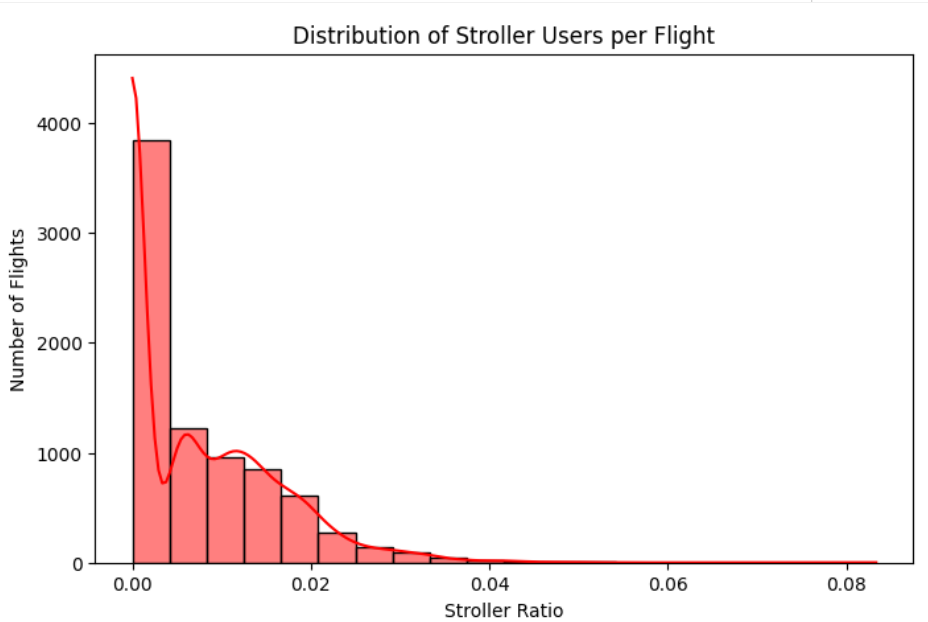 Distribution of Stroller Users per Flight
Number of Flights
4000
3000
2000
1000
0
0.00 0.02 0.04 0.06 0.08
Stroller Ratio